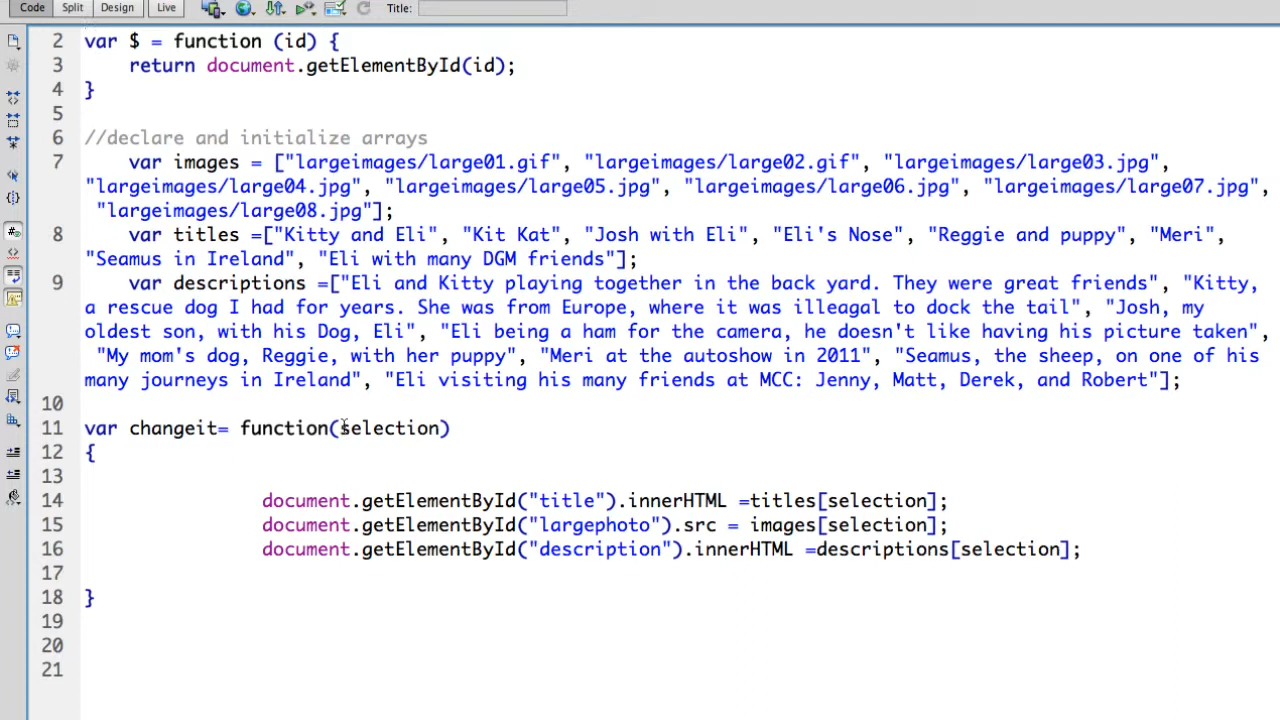 Code Split Design Live Title:
2 var $ = function (id) {
3 return document.getElementById(id);
4 }
5
6 //declare and initialize arrays
7 var images = ["largeimages/large01.gif", "largeimages/large02.gif", "largeimages/large03.jpg",
"largeimages/large04.jpg", "largeimages/large05.jpg", "largeimages/large06.jpg", "largeimages/large07.jpg",
"largeimages/large08.jpg"];
8 var titles =["Kitty and Eli", "Kit Kat", "Josh with Eli", "Eli's Nose", "Reggie and puppy", "Meri",
"Seamus in Ireland", "Eli with many DGM friends"];
9 var descriptions =["Eli and Kitty playing together in the back yard. They were great friends", "Kitty,
a rescue dog I had for years. She was from Europe, where it was illeagal to dock the tail", "Josh, my
oldest son, with his Dog, Eli", "Eli being a ham for the camera, he doesn't like having his picture taken",
"My mom's dog, Reggie, with her puppy", "Meri at the autoshow in 2011", "Seamus, the sheep, on one of his
many journeys in Ireland", "Eli visiting his many friends at MCC: Jenny, Matt, Derek, and Robert"];
10
11 var changeit= function(selection)
12 {
13
14 document.getElementById("title").innerHTML =titles[selection];
15 document.getElementById("largephoto").src = images[selection];
16 document.getElementById("description").innerHTML =descriptions[selection];
17
18 }
19
20
21